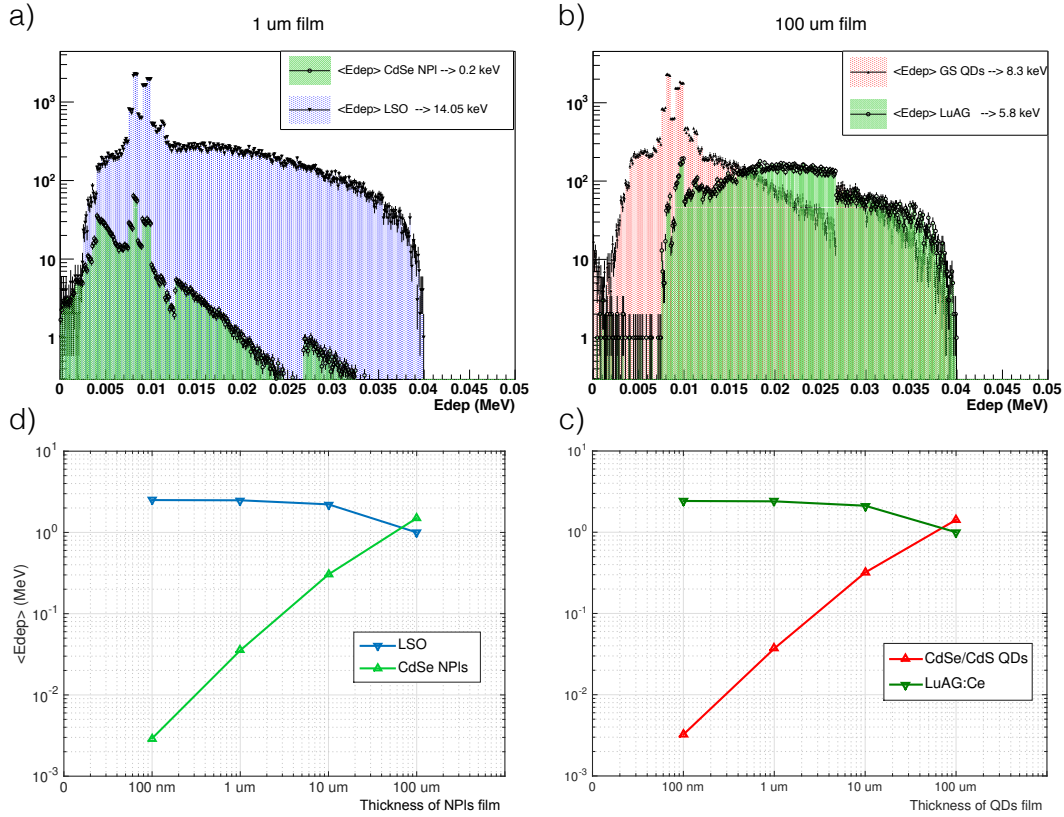 a)
1 um film
<Edep> CdSe NPl --> 0.2 keV
<Edep> LSO --> 14.05 keV
10³
10²
10
1
0 0.005 0.01 0.015 0.02 0.025 0.03 0.035 0.04 0.045 0.05
Edep (MeV)
b)
100 um film
<Edep> GS QDs --> 8.3 keV
<Edep> LuAG --> 5.8 keV
10³
10²
10
1
0 0.005 0.01 0.015 0.02 0.025 0.03 0.035 0.04 0.045 0.05
Edep (MeV)
d)
<Edep> (MeV)
10¹
10⁰
10⁻¹
10⁻²
10⁻³
LSO
CdSe NPls
0 100 nm 1 um 10 um 100 um
Thickness of NPls film
c)
10¹
10⁰
10⁻¹
10⁻²
10⁻³
CdSe/CdS QDs
LuAG:Ce
0 100 nm 1 um 10 um 100 um
Thickness of QDs film